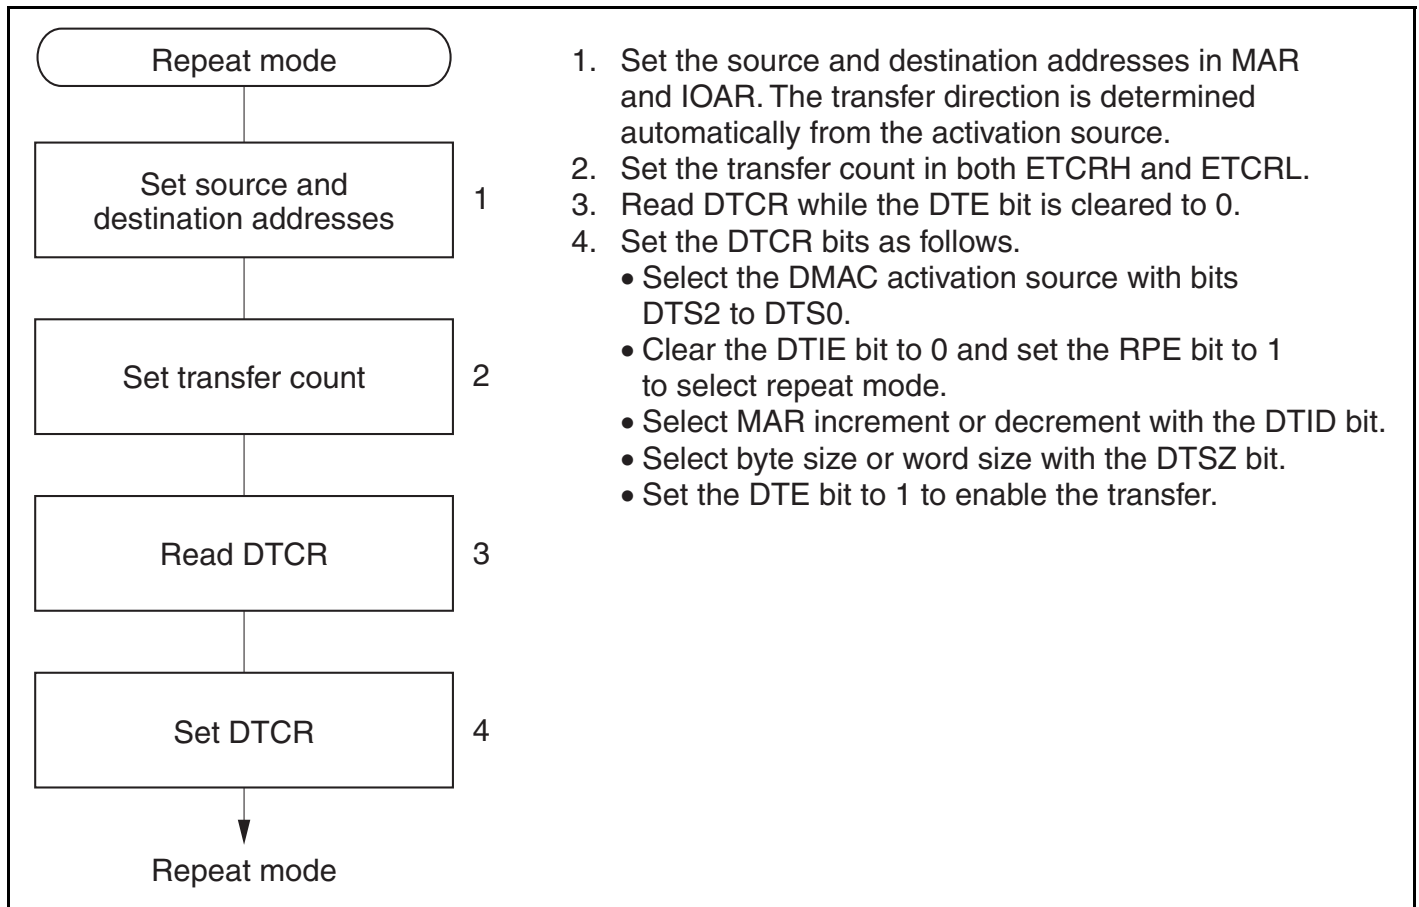 Repeat mode
Set source and
destination addresses
1
Set transfer count
2
Read DTCR
3
Set DTCR
4
Repeat mode
1. Set the source and destination addresses in MAR
and IOAR. The transfer direction is determined
automatically from the activation source.
2. Set the transfer count in both ETCRH and ETCRL.
3. Read DTCR while the DTE bit is cleared to 0.
4. Set the DTCR bits as follows.
• Select the DMAC activation source with bits
DTS2 to DTS0.
• Clear the DTIE bit to 0 and set the RPE bit to 1
to select repeat mode.
• Select MAR increment or decrement with the DTID bit.
• Select byte size or word size with the DTSZ bit.
• Set the DTE bit to 1 to enable the transfer.